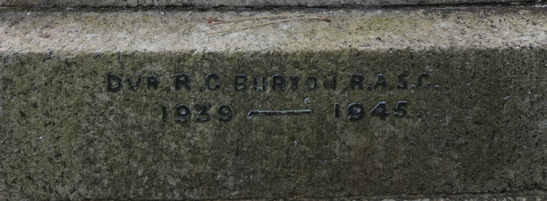 DVR. R.C. BURTON. R.A.S.C.
1939 — 1945.